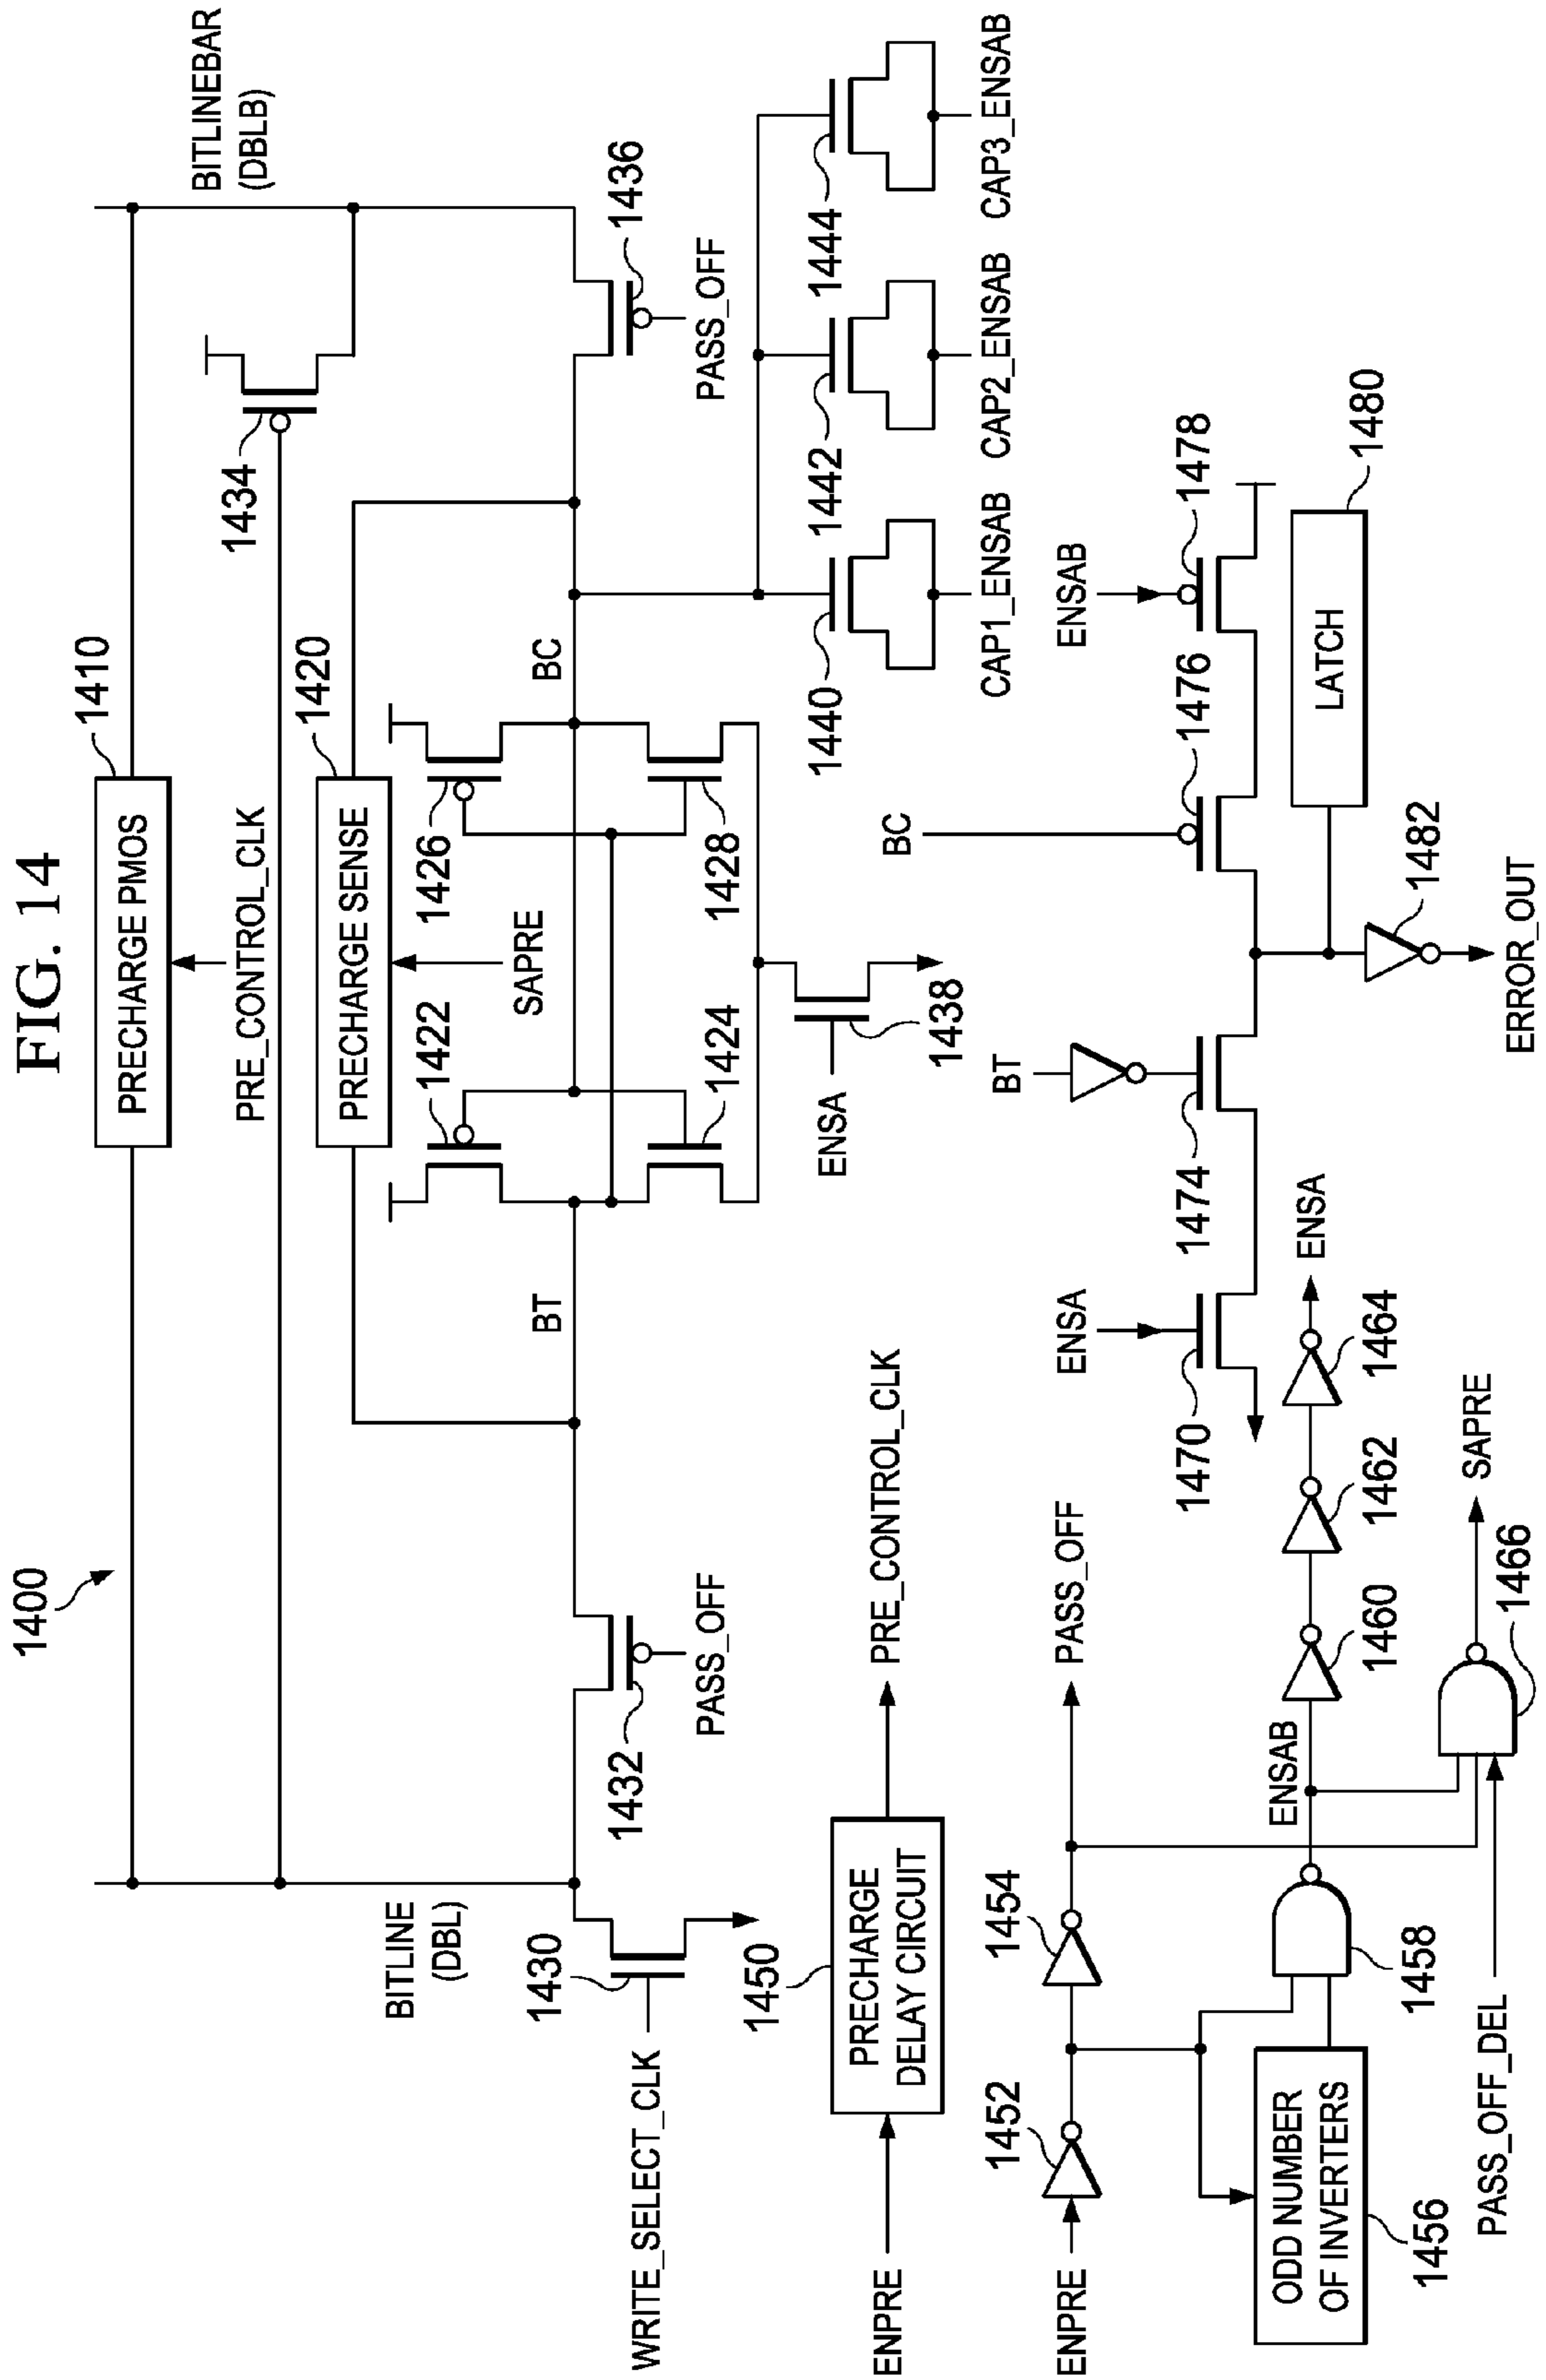 FIG. 14
1400
1410
PRECHARGE PMOS
PRE_CONTROL_CLK
BITLINEBAR
(DBLB)
1434
1420
PRECHARGE SENSE
SAPRE
1422
1426
1424
1428
BT
BC
BITLINE
(DBL)
1430
WRITE_SELECT_CLK
1432
PASS_OFF
1436
PASS_OFF
ENSA
1438
1440
1442
1444
CAP1_ENSAB
CAP2_ENSAB
CAP3_ENSAB
1450
ENPRE
PRECHARGE
DELAY CIRCUIT
PRE_CONTROL_CLK
ENPRE
1452
1454
PASS_OFF
ODD NUMBER
OF INVERTERS
1456
1458
ENSAB
1460
1462
1464
ENSA
PASS_OFF_DEL
1466
SAPRE
ENSA
1470
BT
1474
BC
1476
ENSAB
1478
LATCH
1480
1482
ERROR_OUT